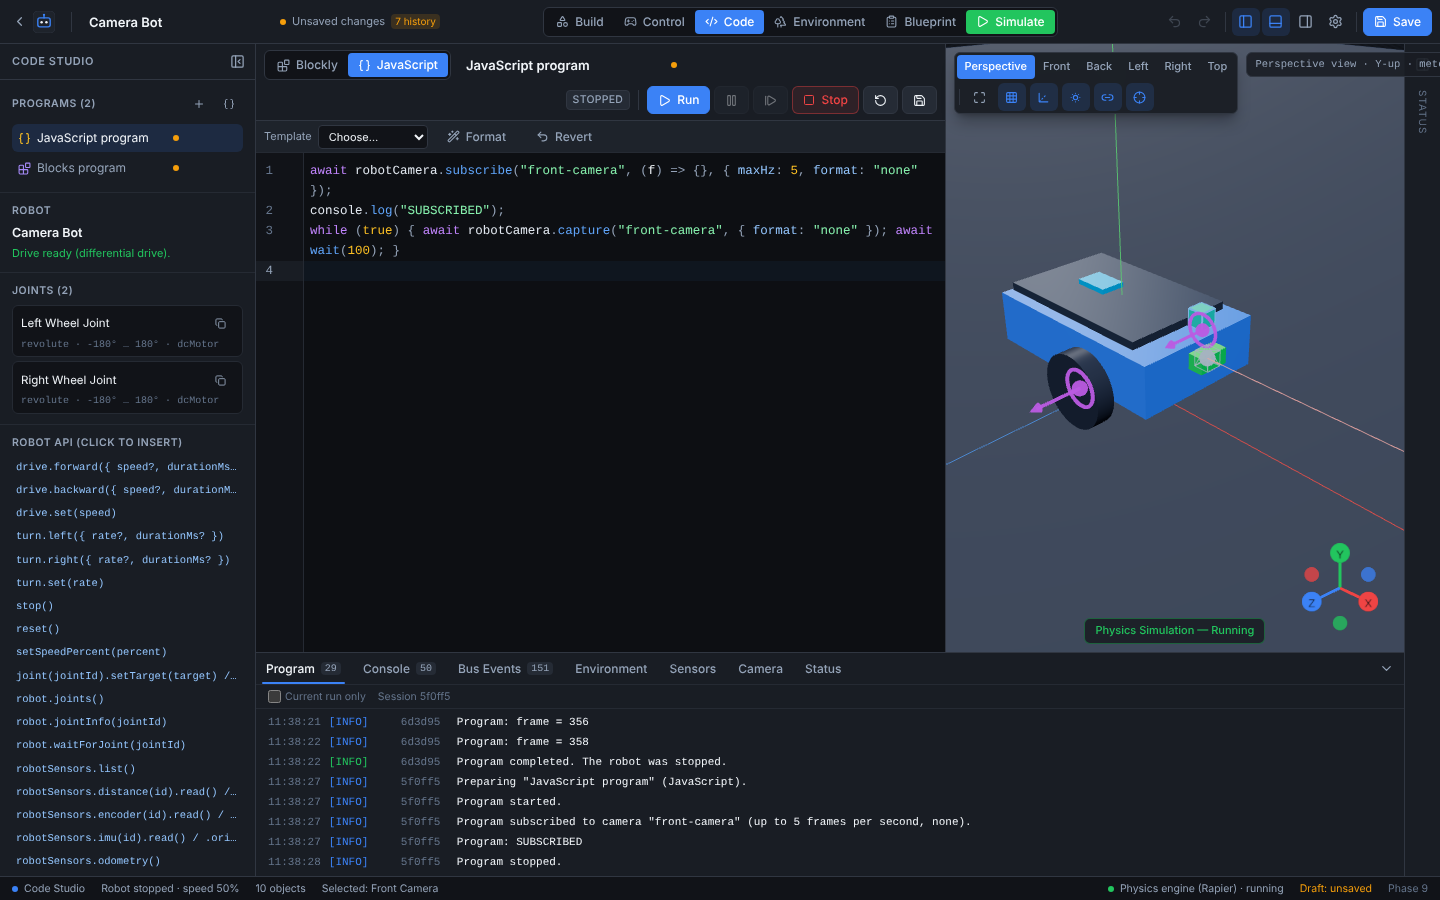 Camera Bot
Unsaved changes 7 history
Build Control Code Environment Blueprint Simulate
Save
CODE STUDIO
PROGRAMS (2)
{} JavaScript program
Blocks program
ROBOT
Camera Bot
Drive ready (differential drive).
JOINTS (2)
Left Wheel Joint
revolute · -180° … 180° · dcMotor
Right Wheel Joint
revolute · -180° … 180° · dcMotor
ROBOT API (CLICK TO INSERT)
drive.forward({ speed?, durationMs…
drive.backward({ speed?, durationM…
drive.set(speed)
turn.left({ rate?, durationMs? })
turn.right({ rate?, durationMs? })
turn.set(rate)
stop()
reset()
setSpeedPercent(percent)
joint(jointId).setTarget(target) /…
robot.joints()
robot.jointInfo(jointId)
robot.waitForJoint(jointId)
robotSensors.list()
robotSensors.distance(id).read() /…
robotSensors.encoder(id).read() / …
robotSensors.imu(id).read() / .ori…
robotSensors.odometry()
Blockly {} JavaScript JavaScript program
STOPPED Run Stop
Template Choose... Format Revert
1 await robotCamera.subscribe("front-camera", (f) => {}, { maxHz: 5, format: "none"
});
2 console.log("SUBSCRIBED");
3 while (true) { await robotCamera.capture("front-camera", { format: "none" }); await
wait(100); }
4
Perspective Front Back Left Right Top
Perspective view · Y-up · mete
STATUS
Y
Z
X
Physics Simulation — Running
Program 29 Console 50 Bus Events 151 Environment Sensors Camera Status
Current run only Session 5f0ff5
11:38:21 [INFO] 6d3d95 Program: frame = 356
11:38:22 [INFO] 6d3d95 Program: frame = 358
11:38:22 [INFO] 6d3d95 Program completed. The robot was stopped.
11:38:27 [INFO] 5f0ff5 Preparing "JavaScript program" (JavaScript).
11:38:27 [INFO] 5f0ff5 Program started.
11:38:27 [INFO] 5f0ff5 Program subscribed to camera "front-camera" (up to 5 frames per second, none).
11:38:27 [INFO] 5f0ff5 Program: SUBSCRIBED
11:38:28 [INFO] 5f0ff5 Program stopped.
Code Studio Robot stopped · speed 50% 10 objects Selected: Front Camera
Physics engine (Rapier) · running Draft: unsaved Phase 9